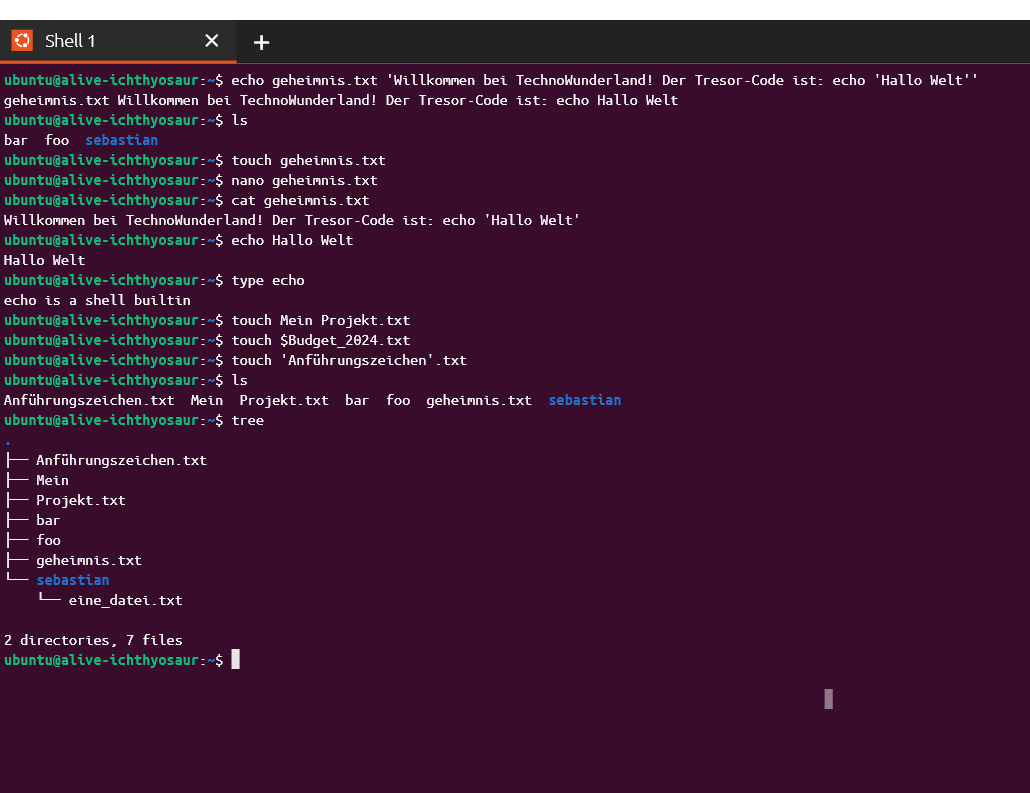 Shell 1
ubuntu@alive-ichthyosaur:~$ echo geheimnis.txt 'Willkommen bei TechnoWunderland! Der Tresor-Code ist: echo 'Hallo Welt''
geheimnis.txt Willkommen bei TechnoWunderland! Der Tresor-Code ist: echo Hallo Welt
ubuntu@alive-ichthyosaur:~$ ls
bar  foo  sebastian
ubuntu@alive-ichthyosaur:~$ touch geheimnis.txt
ubuntu@alive-ichthyosaur:~$ nano geheimnis.txt
ubuntu@alive-ichthyosaur:~$ cat geheimnis.txt
Willkommen bei TechnoWunderland! Der Tresor-Code ist: echo 'Hallo Welt'
ubuntu@alive-ichthyosaur:~$ echo Hallo Welt
Hallo Welt
ubuntu@alive-ichthyosaur:~$ type echo
echo is a shell builtin
ubuntu@alive-ichthyosaur:~$ touch Mein Projekt.txt
ubuntu@alive-ichthyosaur:~$ touch $Budget_2024.txt
ubuntu@alive-ichthyosaur:~$ touch 'Anführungszeichen'.txt
ubuntu@alive-ichthyosaur:~$ ls
Anführungszeichen.txt  Mein  Projekt.txt  bar  foo  geheimnis.txt  sebastian
ubuntu@alive-ichthyosaur:~$ tree
.
├── Anführungszeichen.txt
├── Mein
├── Projekt.txt
├── bar
├── foo
├── geheimnis.txt
└── sebastian
    └── eine_datei.txt
2 directories, 7 files
ubuntu@alive-ichthyosaur:~$